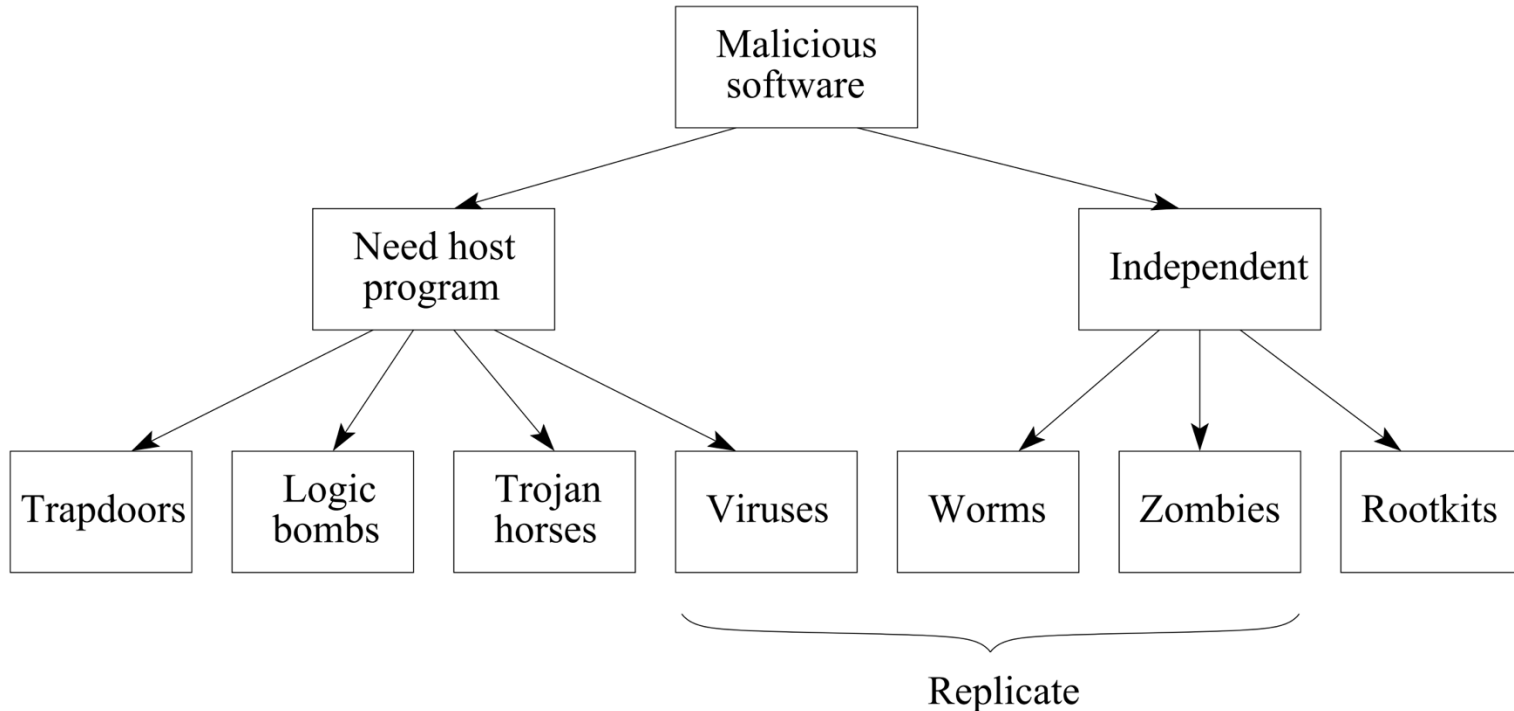 Malicious
software
Need host
program
Independent
Trapdoors
Logic
bombs
Trojan
horses
Viruses
Worms
Zombies
Rootkits
Replicate